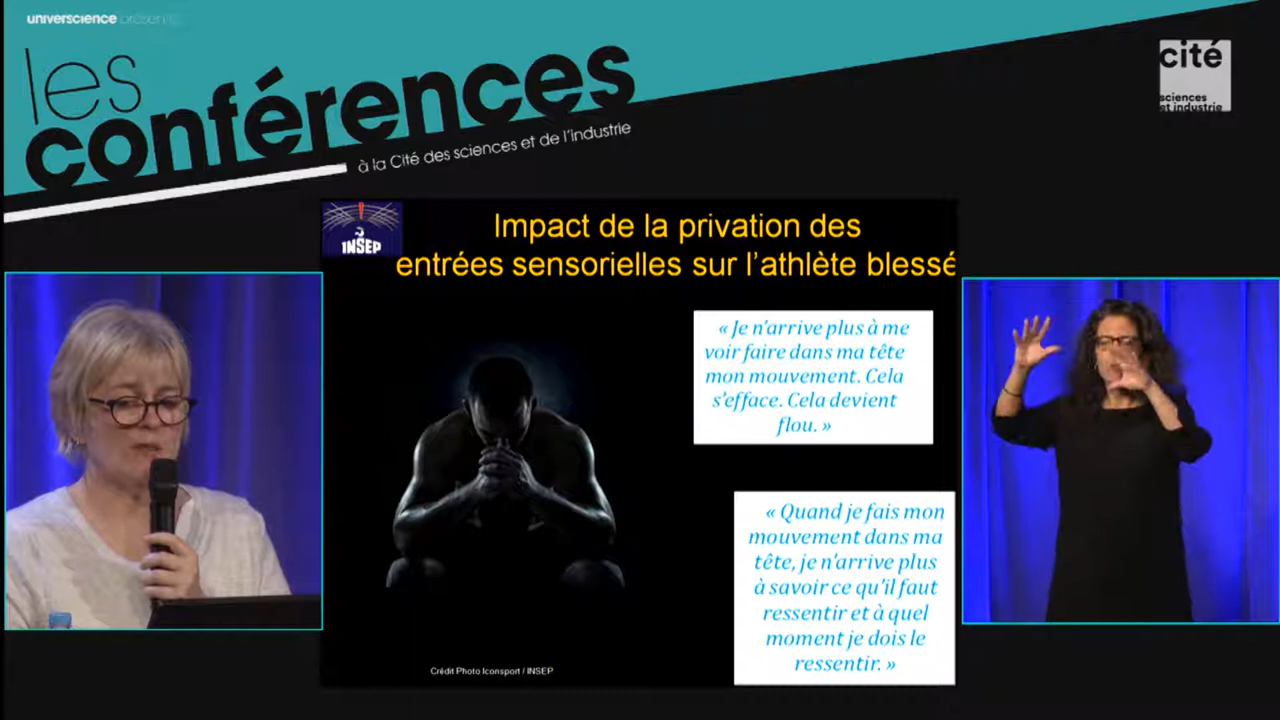 universcience présente
les
conférences
à la Cité des sciences et de l'industrie
cité
sciences
et industrie
INSEP
Impact de la privation des
entrées sensorielles sur l'athlète blessé
« Je n'arrive plus à me
voir faire dans ma tête
mon mouvement. Cela
s'efface. Cela devient
flou. »
« Quand je fais mon
mouvement dans ma
tête, je n'arrive plus
à savoir ce qu'il faut
ressentir et à quel
moment je dois le
ressentir. »
Crédit Photo Iconsport / INSEP